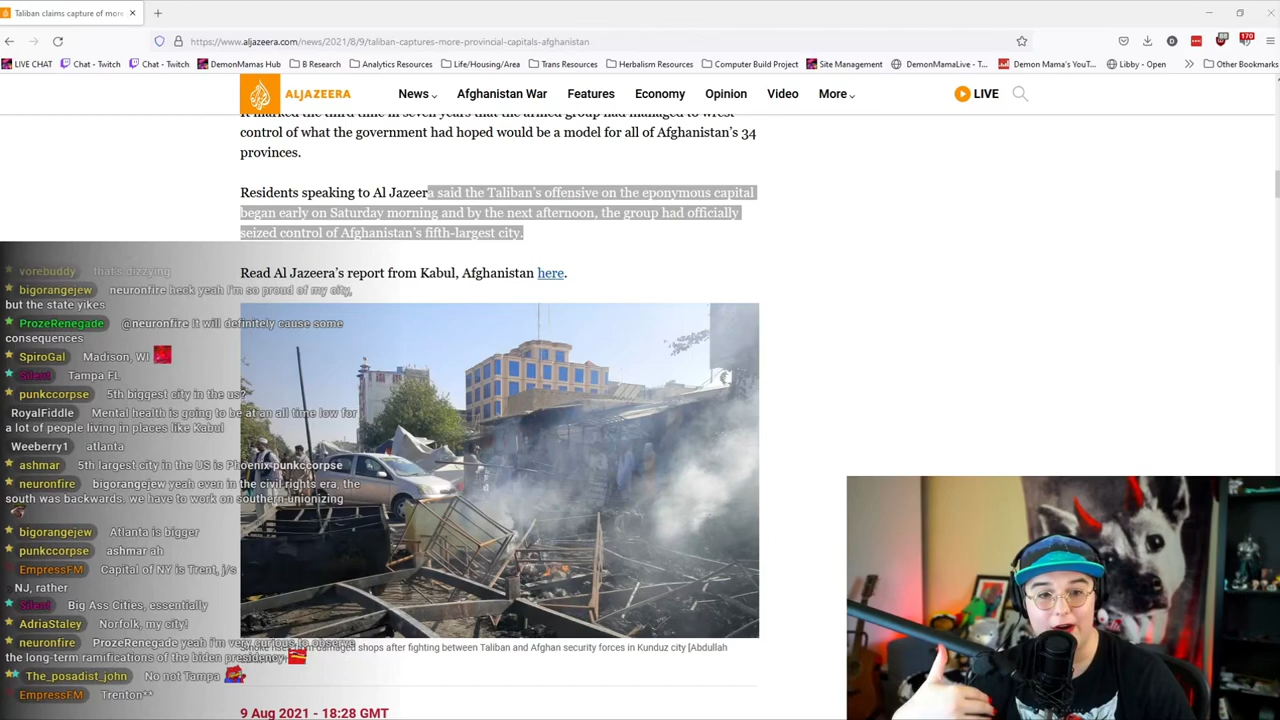 Taliban claims capture of more
https://www.aljazeera.com/news/2021/8/9/taliban-captures-more-provincial-capitals-afghanistan
88
170
LIVE CHAT
Chat - Twitch
Chat - Twitch
DemonMamas Hub
B Research
Analytics Resources
Life/Housing/Area
Trans Resources
Herbalism Resources
Computer Build Project
Site Management
DemonMamaLive - T...
Demon Mama's YouT...
Libby - Open
Other Bookmarks
ALJAZEERA
News
Afghanistan War
Features
Economy
Opinion
Video
More
LIVE
It marked the third time in seven years that the armed group had managed to wrest
control of what the government had hoped would be a model for all of Afghanistan's 34
provinces.
Residents speaking to Al Jazeera said the Taliban's offensive on the eponymous capital
began early on Saturday morning and by the next afternoon, the group had officially
seized control of Afghanistan's fifth-largest city.
Read Al Jazeera's report from Kabul, Afghanistan here.
vorebuddy that's dizzying
bigorangejew neuronfire heck yeah I'm so proud of my city,
but the state yikes
ProzeRenegade @neuronfire It will definitely cause some
consequences
SpiroGal Madison, WI
Silent Tampa FL
punkccorpse 5th biggest city in the us?
RoyalFiddle Mental health is going to be at an all time low for
a lot of people living in places like Kabul
Weeberry1 atlanta
ashmar 5th largest city in the US is Phoenix punkccorpse
neuronfire bigorangejew yeah even in the civil rights era, the
south was backwards. we have to work on southern unionizing
bigorangejew Atlanta is bigger
punkccorpse ashmar ah
EmpressFM Capital of NY is Trent, j/s
NJ, rather
Silent Big Ass Cities, essentially
AdriaStaley Norfolk, my city!
neuronfire ProzeRenegade yeah i'm very curious to observe
the long-term ramifications of the biden presidency
The_posadist_john No not Tampa
EmpressFM Trenton**
damaged shops after fighting between Taliban and Afghan security forces in Kunduz city [Abdullah
9 Aug 2021 - 18:28 GMT